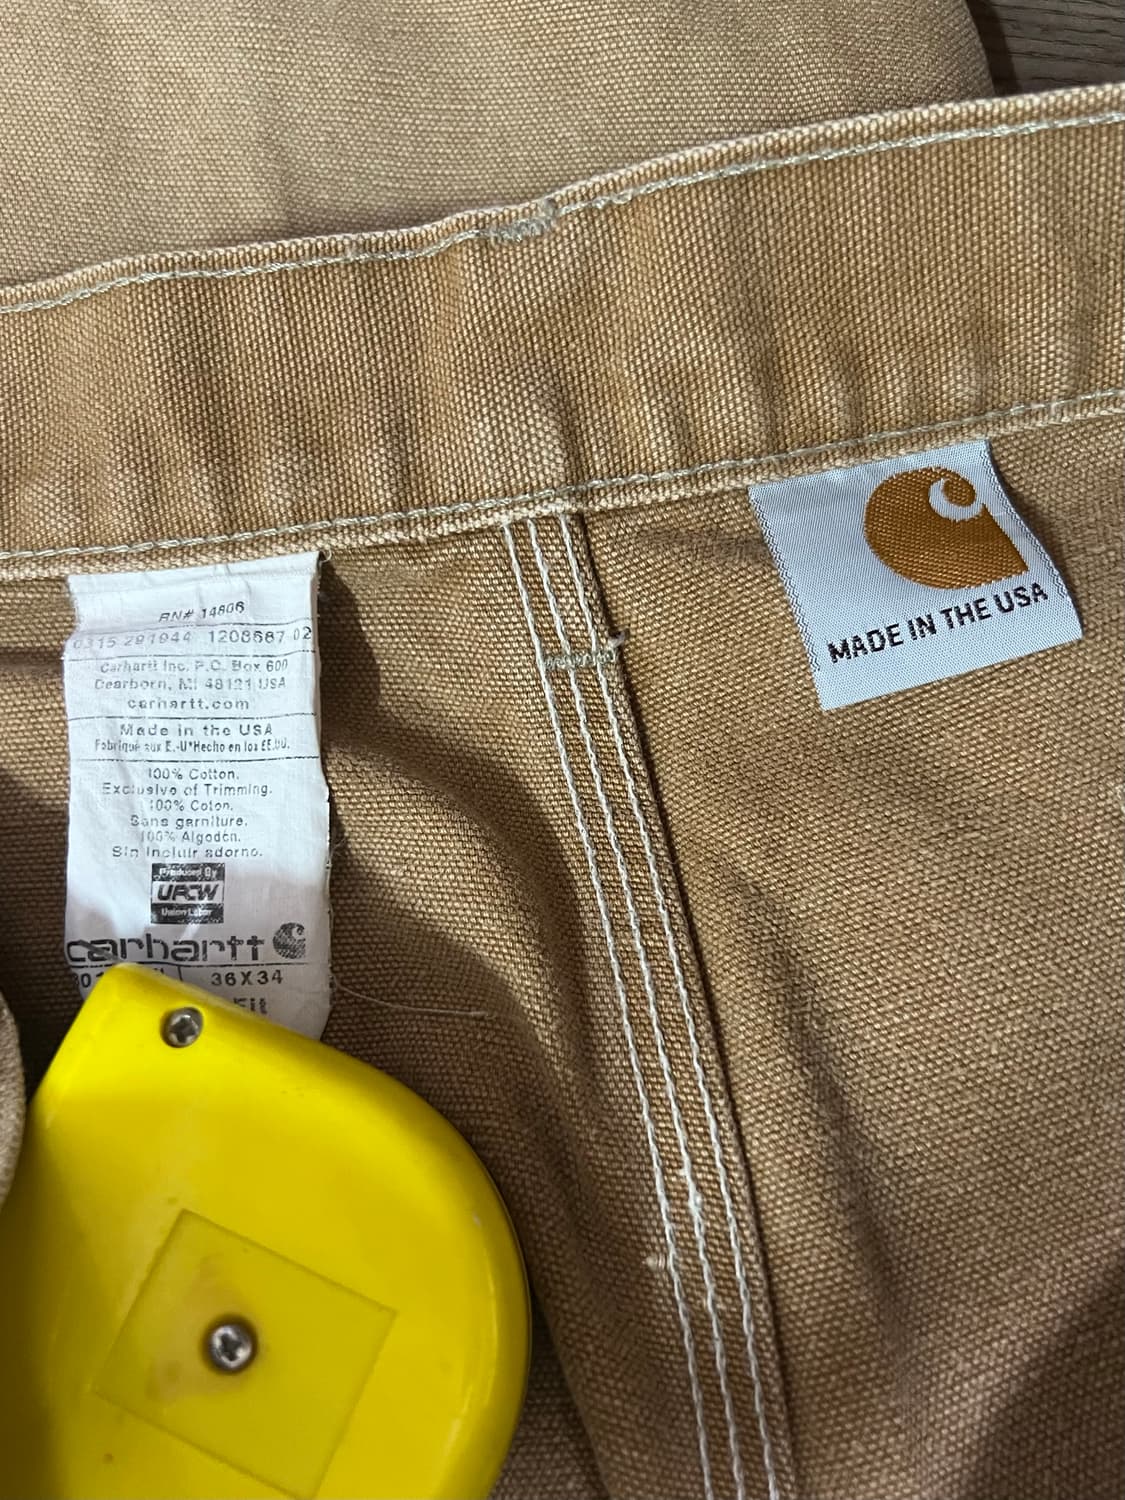 RN# 14806
0315 291944 1208687 02
Carhartt Inc. P.O. Box 600
Dearborn, MI 48121 USA
carhartt.com
Made in the USA
Fabriqué aux E.-U*Hecho en los EE.UU.
100% Cotton.
Exclusive of Trimming.
100% Coton.
Sans garniture.
100% Algodón.
Sin incluir adorno.
Produced By
UFCW
Union Labor
carhartt
36X34
Fit
MADE IN THE USA